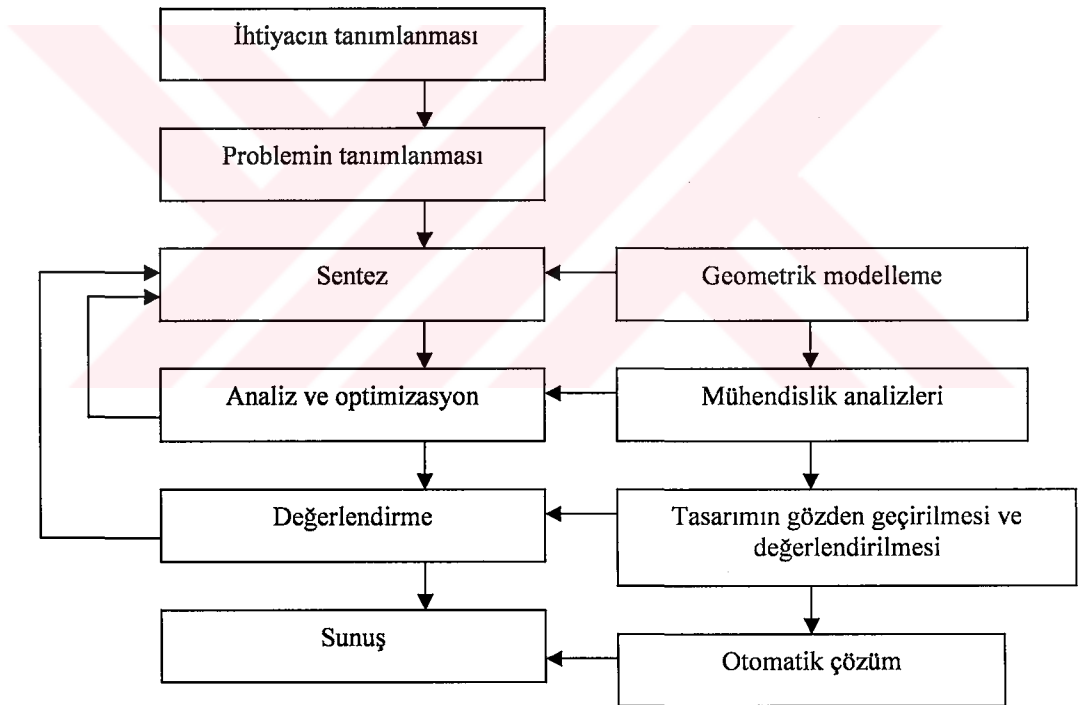 İhtiyacın tanımlanması
Problemin tanımlanması
Sentez
Geometrik modelleme
Analiz ve optimizasyon
Mühendislik analizleri
Değerlendirme
Tasarımın gözden geçirilmesi ve
değerlendirilmesi
Sunuş
Otomatik çözüm